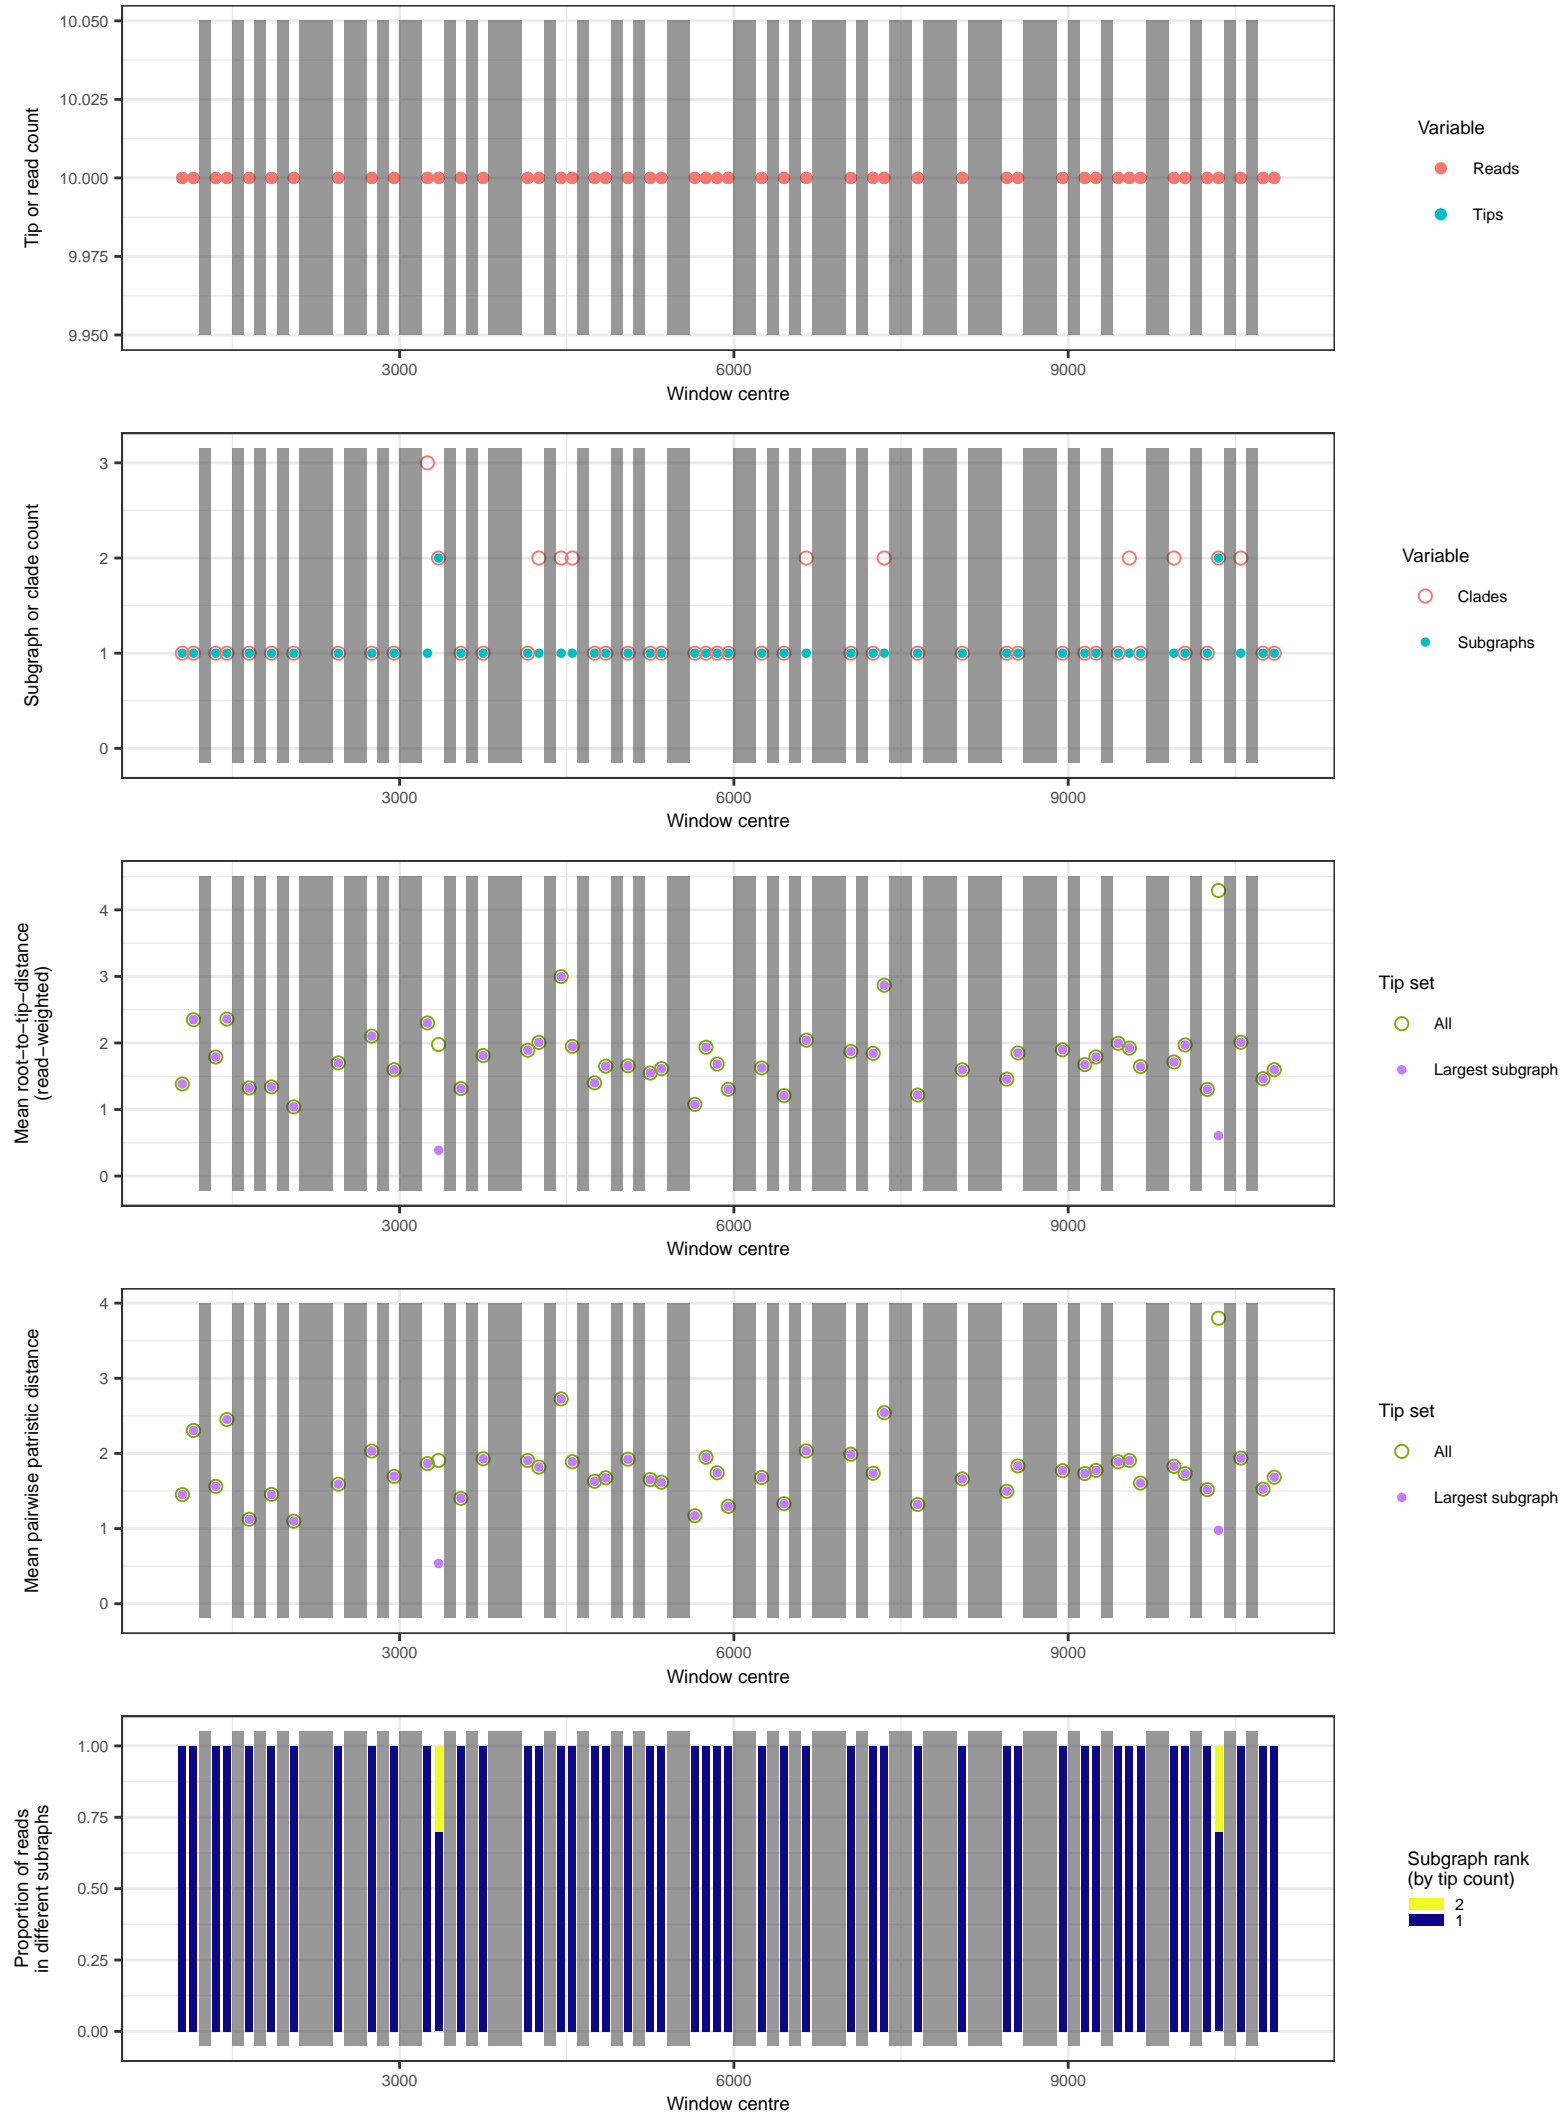 10.050
10.025
10.000
9.975
9.950
Tip or read count
3000
6000
9000
Window centre
Variable
Reads
Tips
3
2
1
0
Subgraph or clade count
3000
6000
9000
Window centre
Variable
Clades
Subgraphs
4
3
2
1
0
Mean root−to−tip−distance
(read−weighted)
3000
6000
9000
Window centre
Tip set
All
Largest subgraph
4
3
2
1
0
Mean pairwise patristic distance
3000
6000
9000
Window centre
Tip set
All
Largest subgraph
1.00
0.75
0.50
0.25
0.00
Proportion of reads
in different subraphs
3000
6000
9000
Window centre
Subgraph rank
(by tip count)
2
1